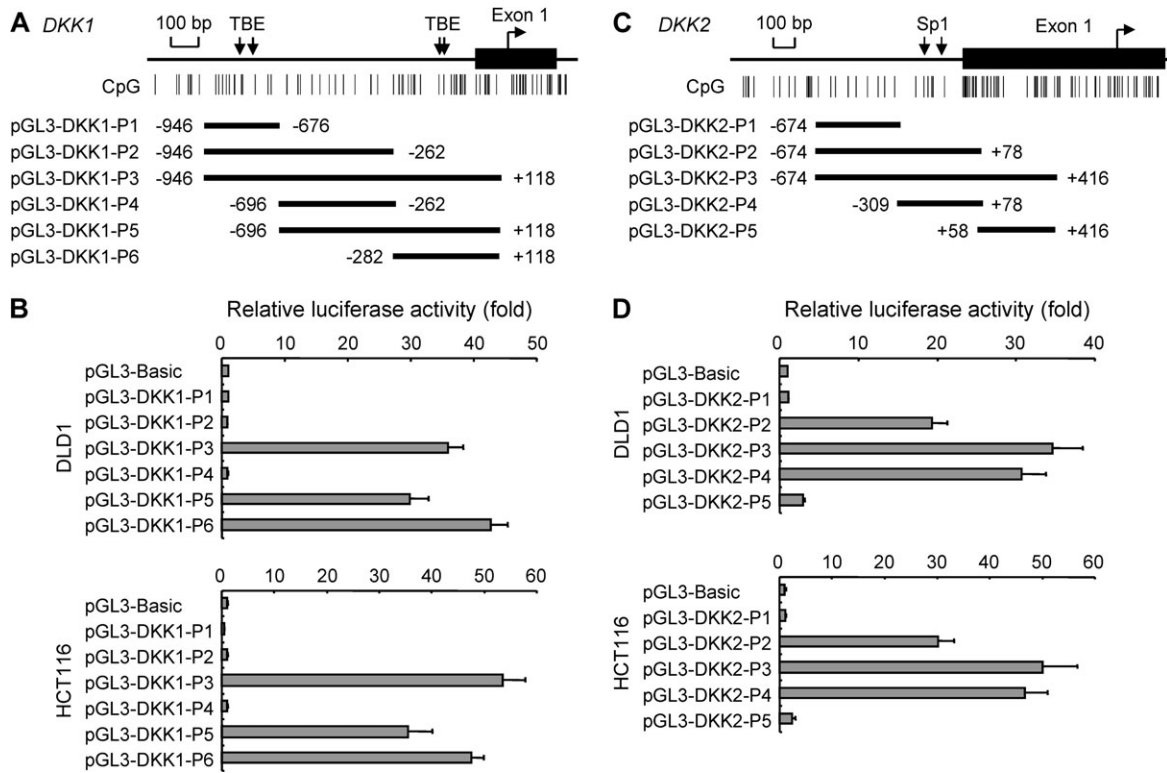 A DKK1
100 bp TBE TBE Exon 1
CpG
pGL3-DKK1-P1 -946 -676
pGL3-DKK1-P2 -946 -262
pGL3-DKK1-P3 -946 +118
pGL3-DKK1-P4 -696 -262
pGL3-DKK1-P5 -696 +118
pGL3-DKK1-P6 -282 +118
B
Relative luciferase activity (fold)
0 10 20 30 40 50
DLD1
pGL3-Basic
pGL3-DKK1-P1
pGL3-DKK1-P2
pGL3-DKK1-P3
pGL3-DKK1-P4
pGL3-DKK1-P5
pGL3-DKK1-P6
0 10 20 30 40 50 60
HCT116
pGL3-Basic
pGL3-DKK1-P1
pGL3-DKK1-P2
pGL3-DKK1-P3
pGL3-DKK1-P4
pGL3-DKK1-P5
pGL3-DKK1-P6
C DKK2
100 bp Sp1 Exon 1
CpG
pGL3-DKK2-P1 -674
pGL3-DKK2-P2 -674 +78
pGL3-DKK2-P3 -674 +416
pGL3-DKK2-P4 -309 +78
pGL3-DKK2-P5 +58 +416
D
Relative luciferase activity (fold)
0 10 20 30 40
DLD1
pGL3-Basic
pGL3-DKK2-P1
pGL3-DKK2-P2
pGL3-DKK2-P3
pGL3-DKK2-P4
pGL3-DKK2-P5
0 10 20 30 40 50 60
HCT116
pGL3-Basic
pGL3-DKK2-P1
pGL3-DKK2-P2
pGL3-DKK2-P3
pGL3-DKK2-P4
pGL3-DKK2-P5